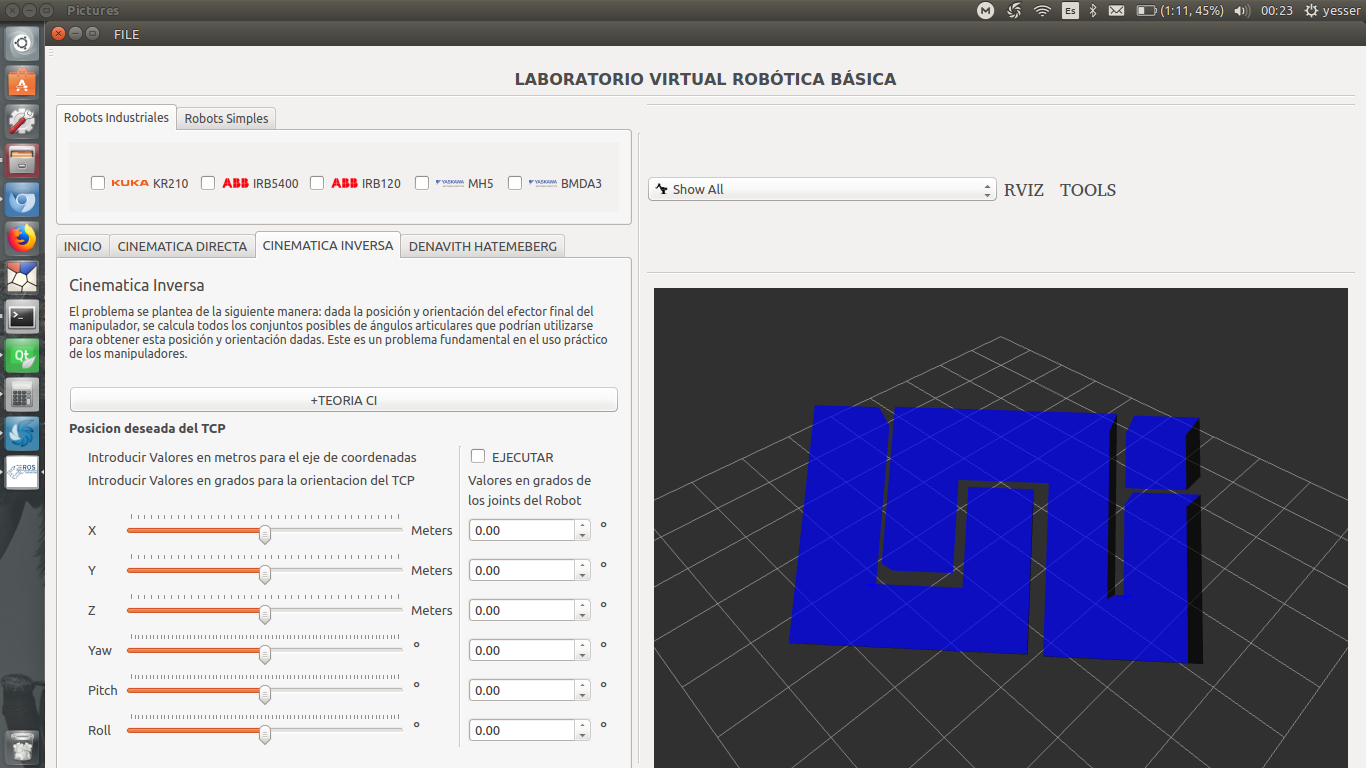 Pictures
Es
(1:11, 45%)
00:23
yesser
FILE
LABORATORIO VIRTUAL ROBÓTICA BÁSICA
Robots Industriales
Robots Simples
KUKA KR210
ABB IRB5400
ABB IRB120
YASKAWA MH5
YASKAWA BMDA3
Show All
RVIZ
TOOLS
INICIO
CINEMATICA DIRECTA
CINEMATICA INVERSA
DENAVITH HATEMEBERG
Cinematica Inversa
El problema se plantea de la siguiente manera: dada la posición y orientación del efector final del
manipulador, se calcula todos los conjuntos posibles de ángulos articulares que podrían utilizarse
para obtener esta posición y orientación dadas. Este es un problema fundamental en el uso práctico
de los manipuladores.
+TEORIA CI
Posicion deseada del TCP
Introducir Valores en metros para el eje de coordenadas
Introducir Valores en grados para la orientacion del TCP
EJECUTAR
Valores en grados de
los joints del Robot
X Meters 0.00 °
Y Meters 0.00 °
Z Meters 0.00 °
Yaw ° 0.00 °
Pitch ° 0.00 °
Roll ° 0.00 °
Qt
ROS